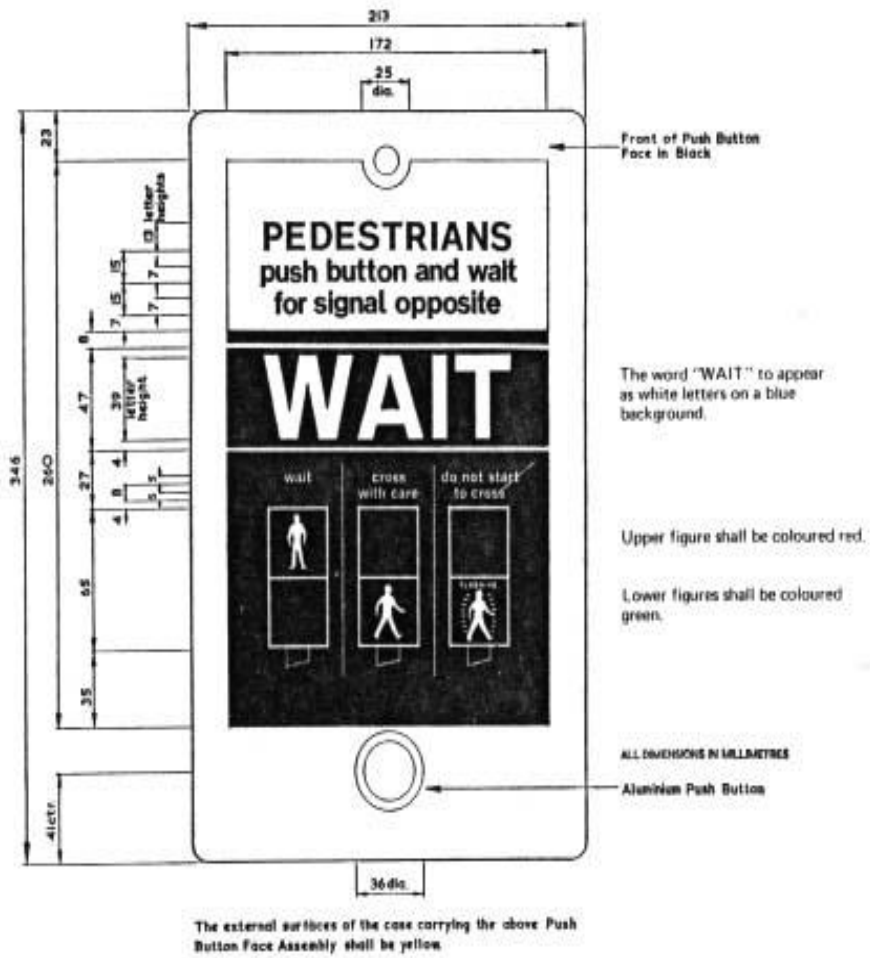 213
172
25
dia.
23
Front of Push Button
Face in Black
13 letter
heights
PEDESTRIANS
push button and wait
for signal opposite
15
7
15
7
7
8
WAIT
The word "WAIT" to appear
as white letters on a blue
background.
47
39
letter
height
346
260
27
4
8
5
5
4
wait
cross
with care
do not start
to cross
Upper figure shall be coloured red.
65
FLASHING
Lower figures shall be coloured
green.
35
ALL DIMENSIONS IN MILLIMETRES
Aluminium Push Button
41ctr.
36dia.
The external surfaces of the case carrying the above Push
Button Face Assembly shall be yellow